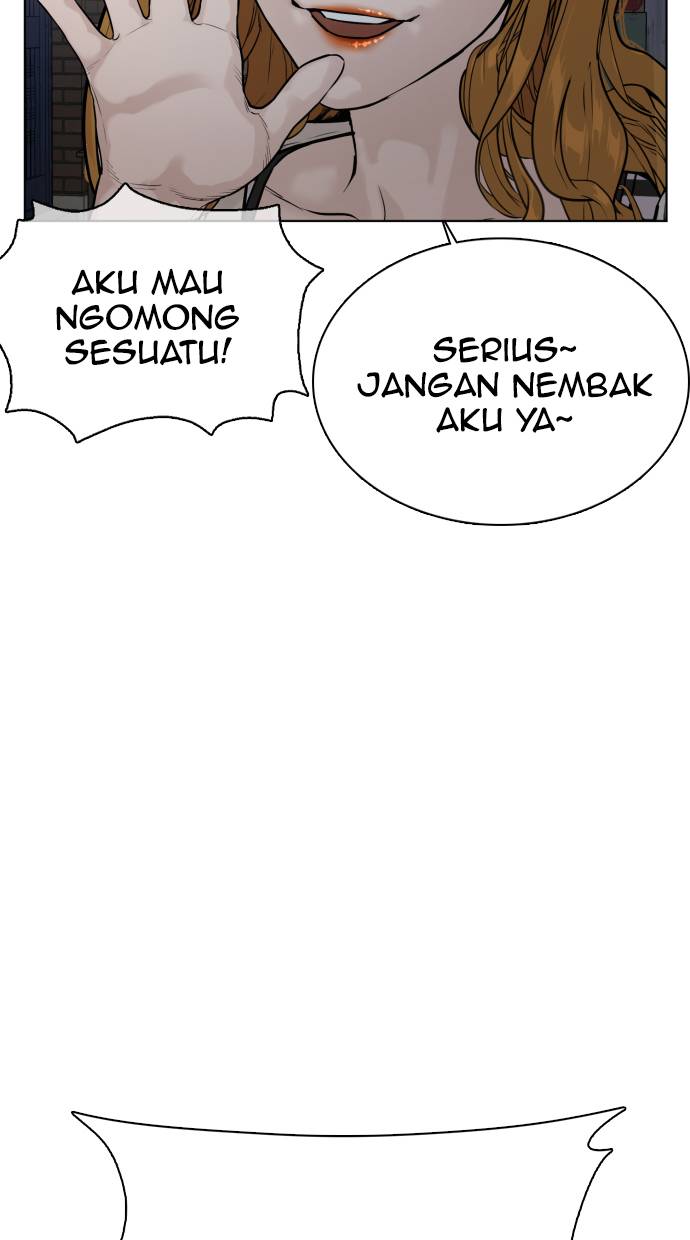 AKU MAU
NGOMONG
SESUATU!
SERIUS~
JANGAN NEMBAK
AKU YA~